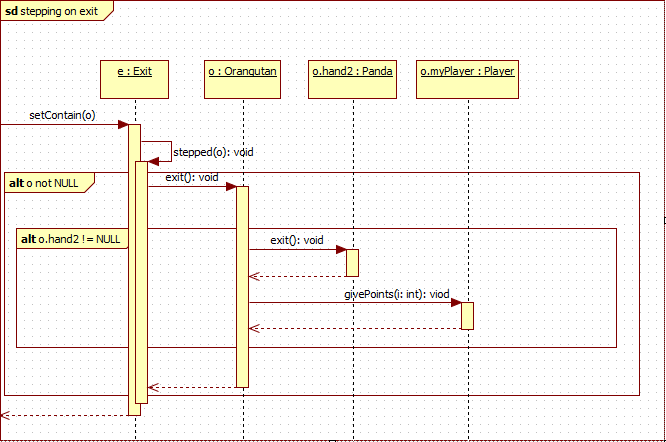 sd stepping on exit
e : Exit
o : Orangutan
o.hand2 : Panda
o.myPlayer : Player
setContain(o)
stepped(o): void
alt o not NULL
exit(): void
alt o.hand2 != NULL
exit(): void
givePoints(i: int): viod